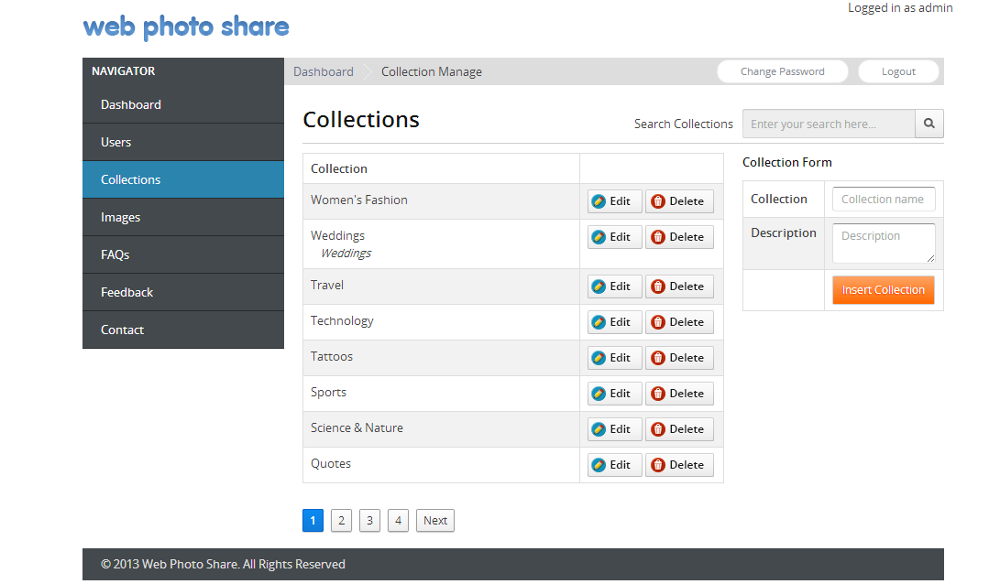 Logged in as admin
web photo share
NAVIGATOR
Dashboard
Users
Collections
Images
FAQs
Feedback
Contact
Dashboard Collection Manage Change Password Logout
Collections
Search Collections Enter your search here...
Collection
Women's Fashion Edit Delete
Weddings Edit Delete
Weddings
Travel Edit Delete
Technology Edit Delete
Tattoos Edit Delete
Sports Edit Delete
Science & Nature Edit Delete
Quotes Edit Delete
1 2 3 4 Next
Collection Form
Collection Collection name
Description Description
Insert Collection
© 2013 Web Photo Share. All Rights Reserved